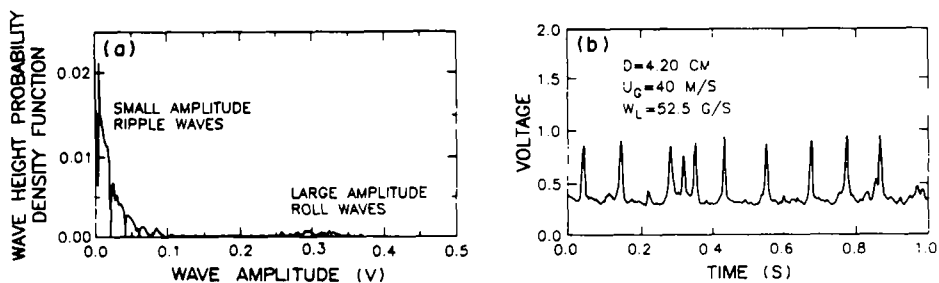 (a)
WAVE HEIGHT PROBABILITY
DENSITY FUNCTION
0.02
0.01
0.00
SMALL AMPLITUDE
RIPPLE WAVES
LARGE AMPLITUDE
ROLL WAVES
0.0 0.1 0.2 0.3 0.4 0.5
WAVE AMPLITUDE (V)
(b)
VOLTAGE
2.0
1.5
1.0
0.5
0.0
D=4.20 CM
U_G=40 M/S
W_L=52.5 G/S
0.0 0.2 0.4 0.6 0.8 1.0
TIME (S)